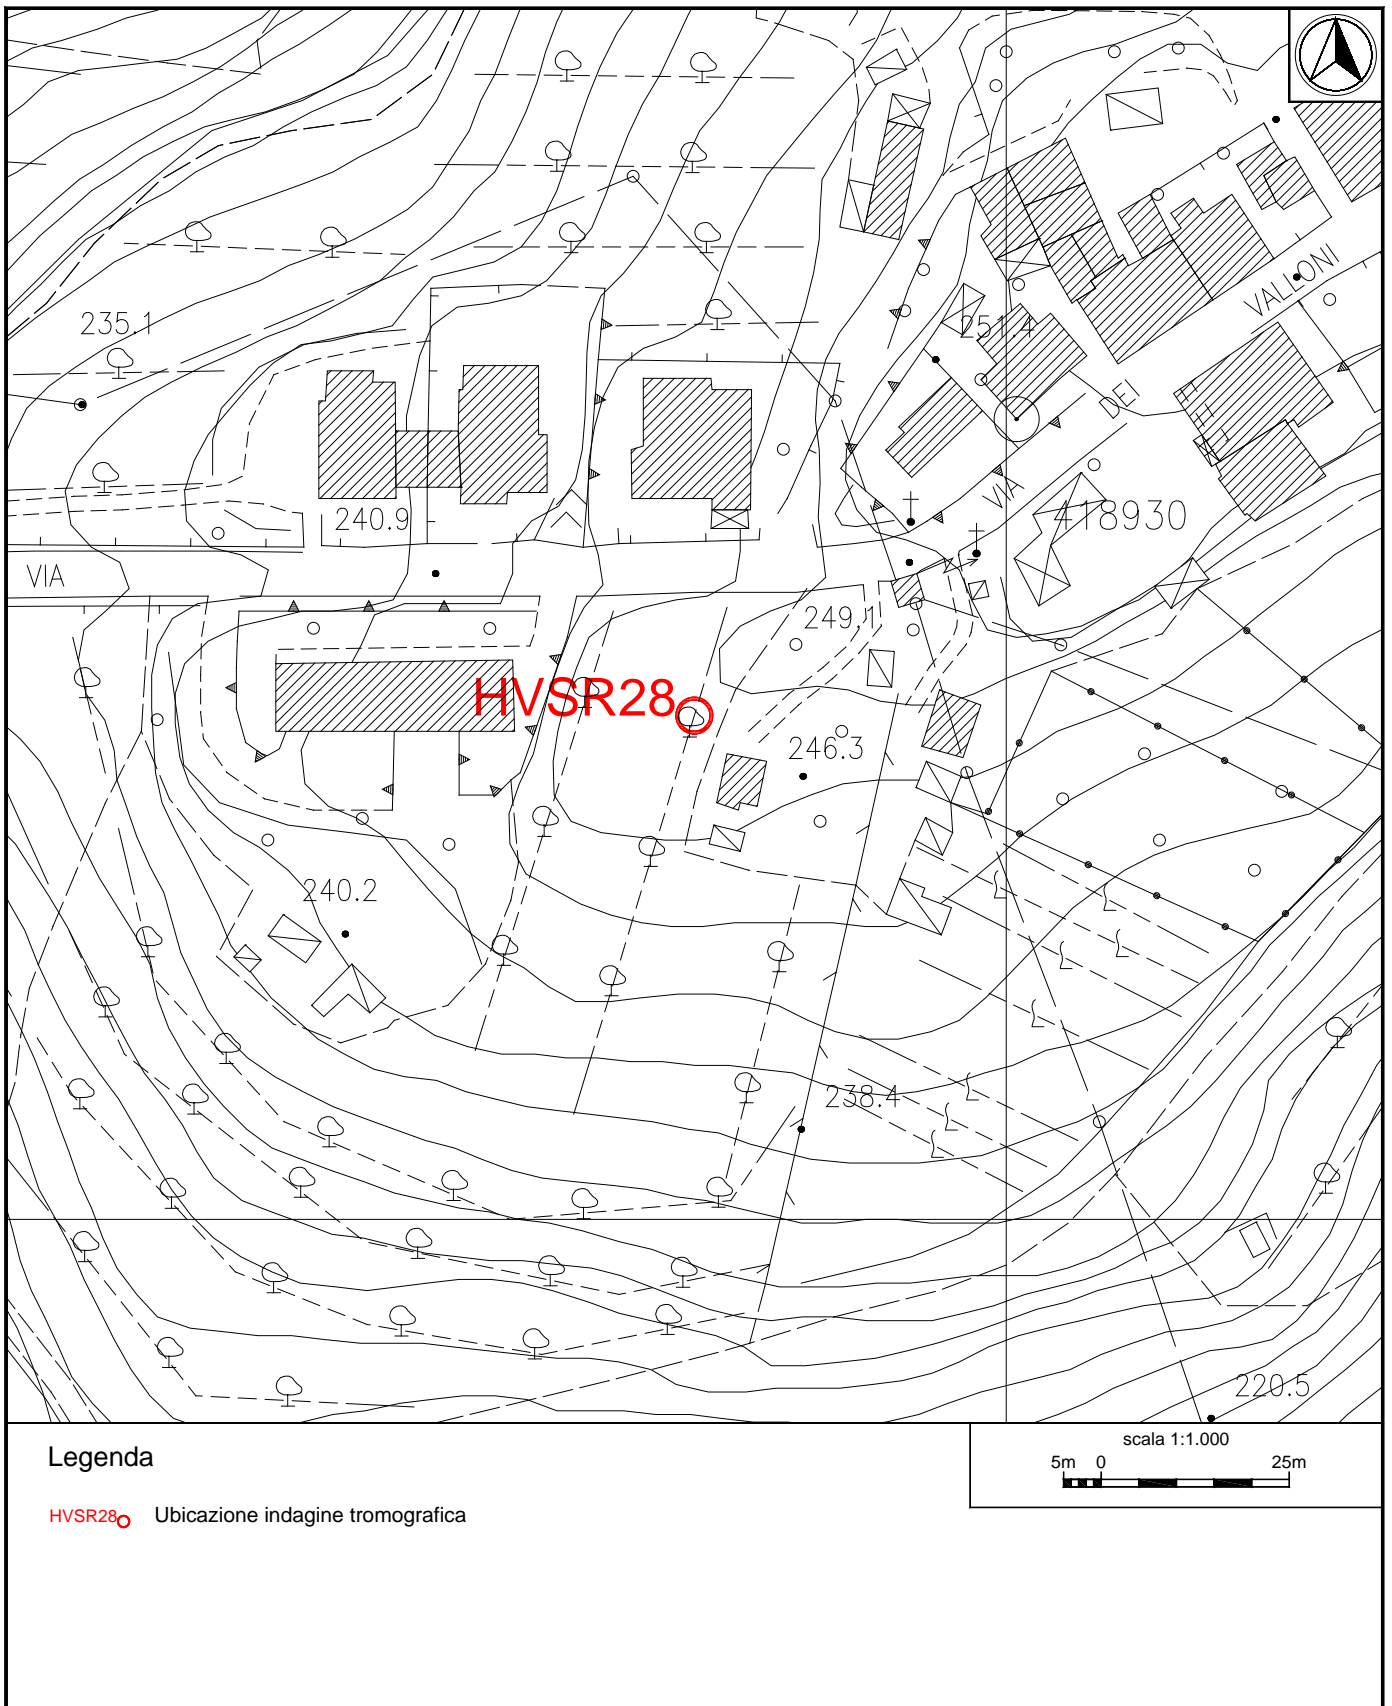 235.1
251.4
VALLONI
DEI
VIA
418930
240.9
VIA
249.1
HVSR28
246.3
240.2
238.4
220.5
Legenda
HVSR28 Ubicazione indagine tromografica
scala 1:1.000
5m 0 25m